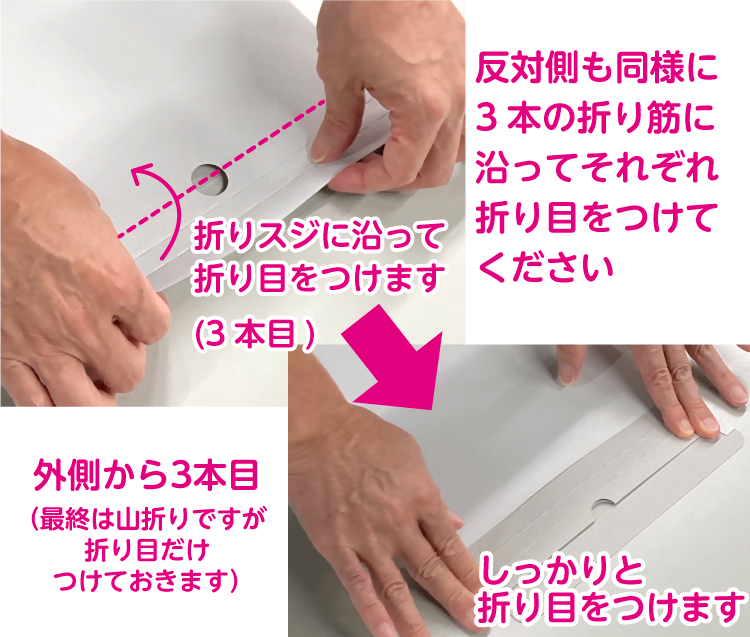 反対側も同様に
3本の折り筋に
沿ってそれぞれ
折り目をつけて
ください
折りスジに沿って
折り目をつけます
(3本目)
外側から3本目
(最終は山折りですが
折り目だけ
つけておきます)
しっかりと
折り目をつけます